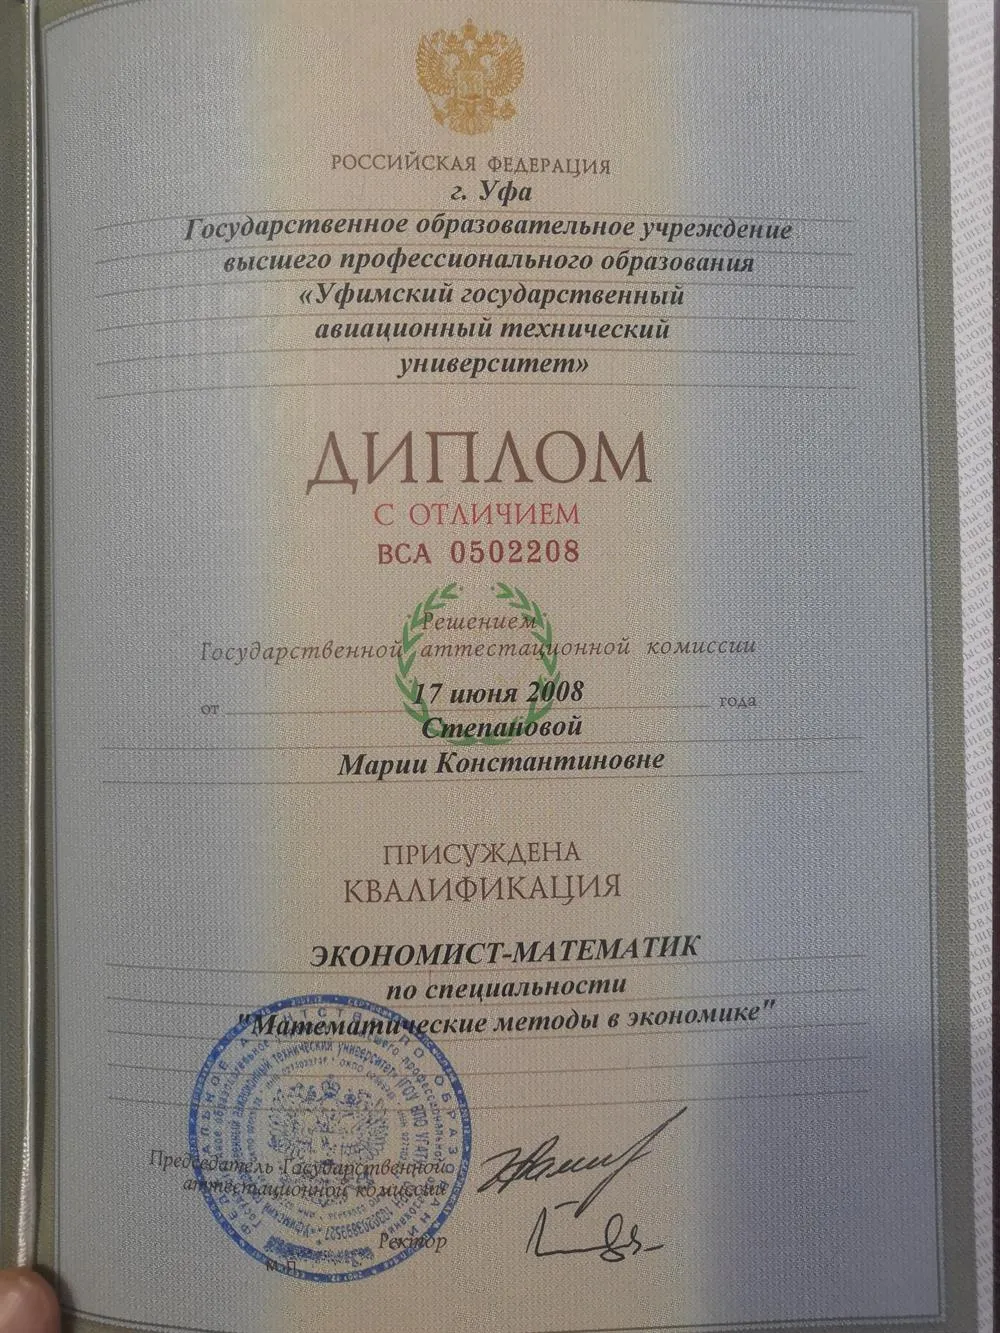 РОССИЙСКАЯ ФЕДЕРАЦИЯ
г. Уфа
Государственное образовательное учреждение
высшего профессионального образования
«Уфимский государственный
авиационный технический
университет»
ДИПЛОМ
С ОТЛИЧИЕМ
ВСА 0502208
Решением
Государственной аттестационной комиссии
от 17 июня 2008 года
Степановой
Марии Константиновне
ПРИСУЖДЕНА
КВАЛИФИКАЦИЯ
ЭКОНОМИСТ-МАТЕМАТИК
по специальности
"Математические методы в экономике"
Председатель Государственной
аттестационной комиссии
Ректор
М.П.